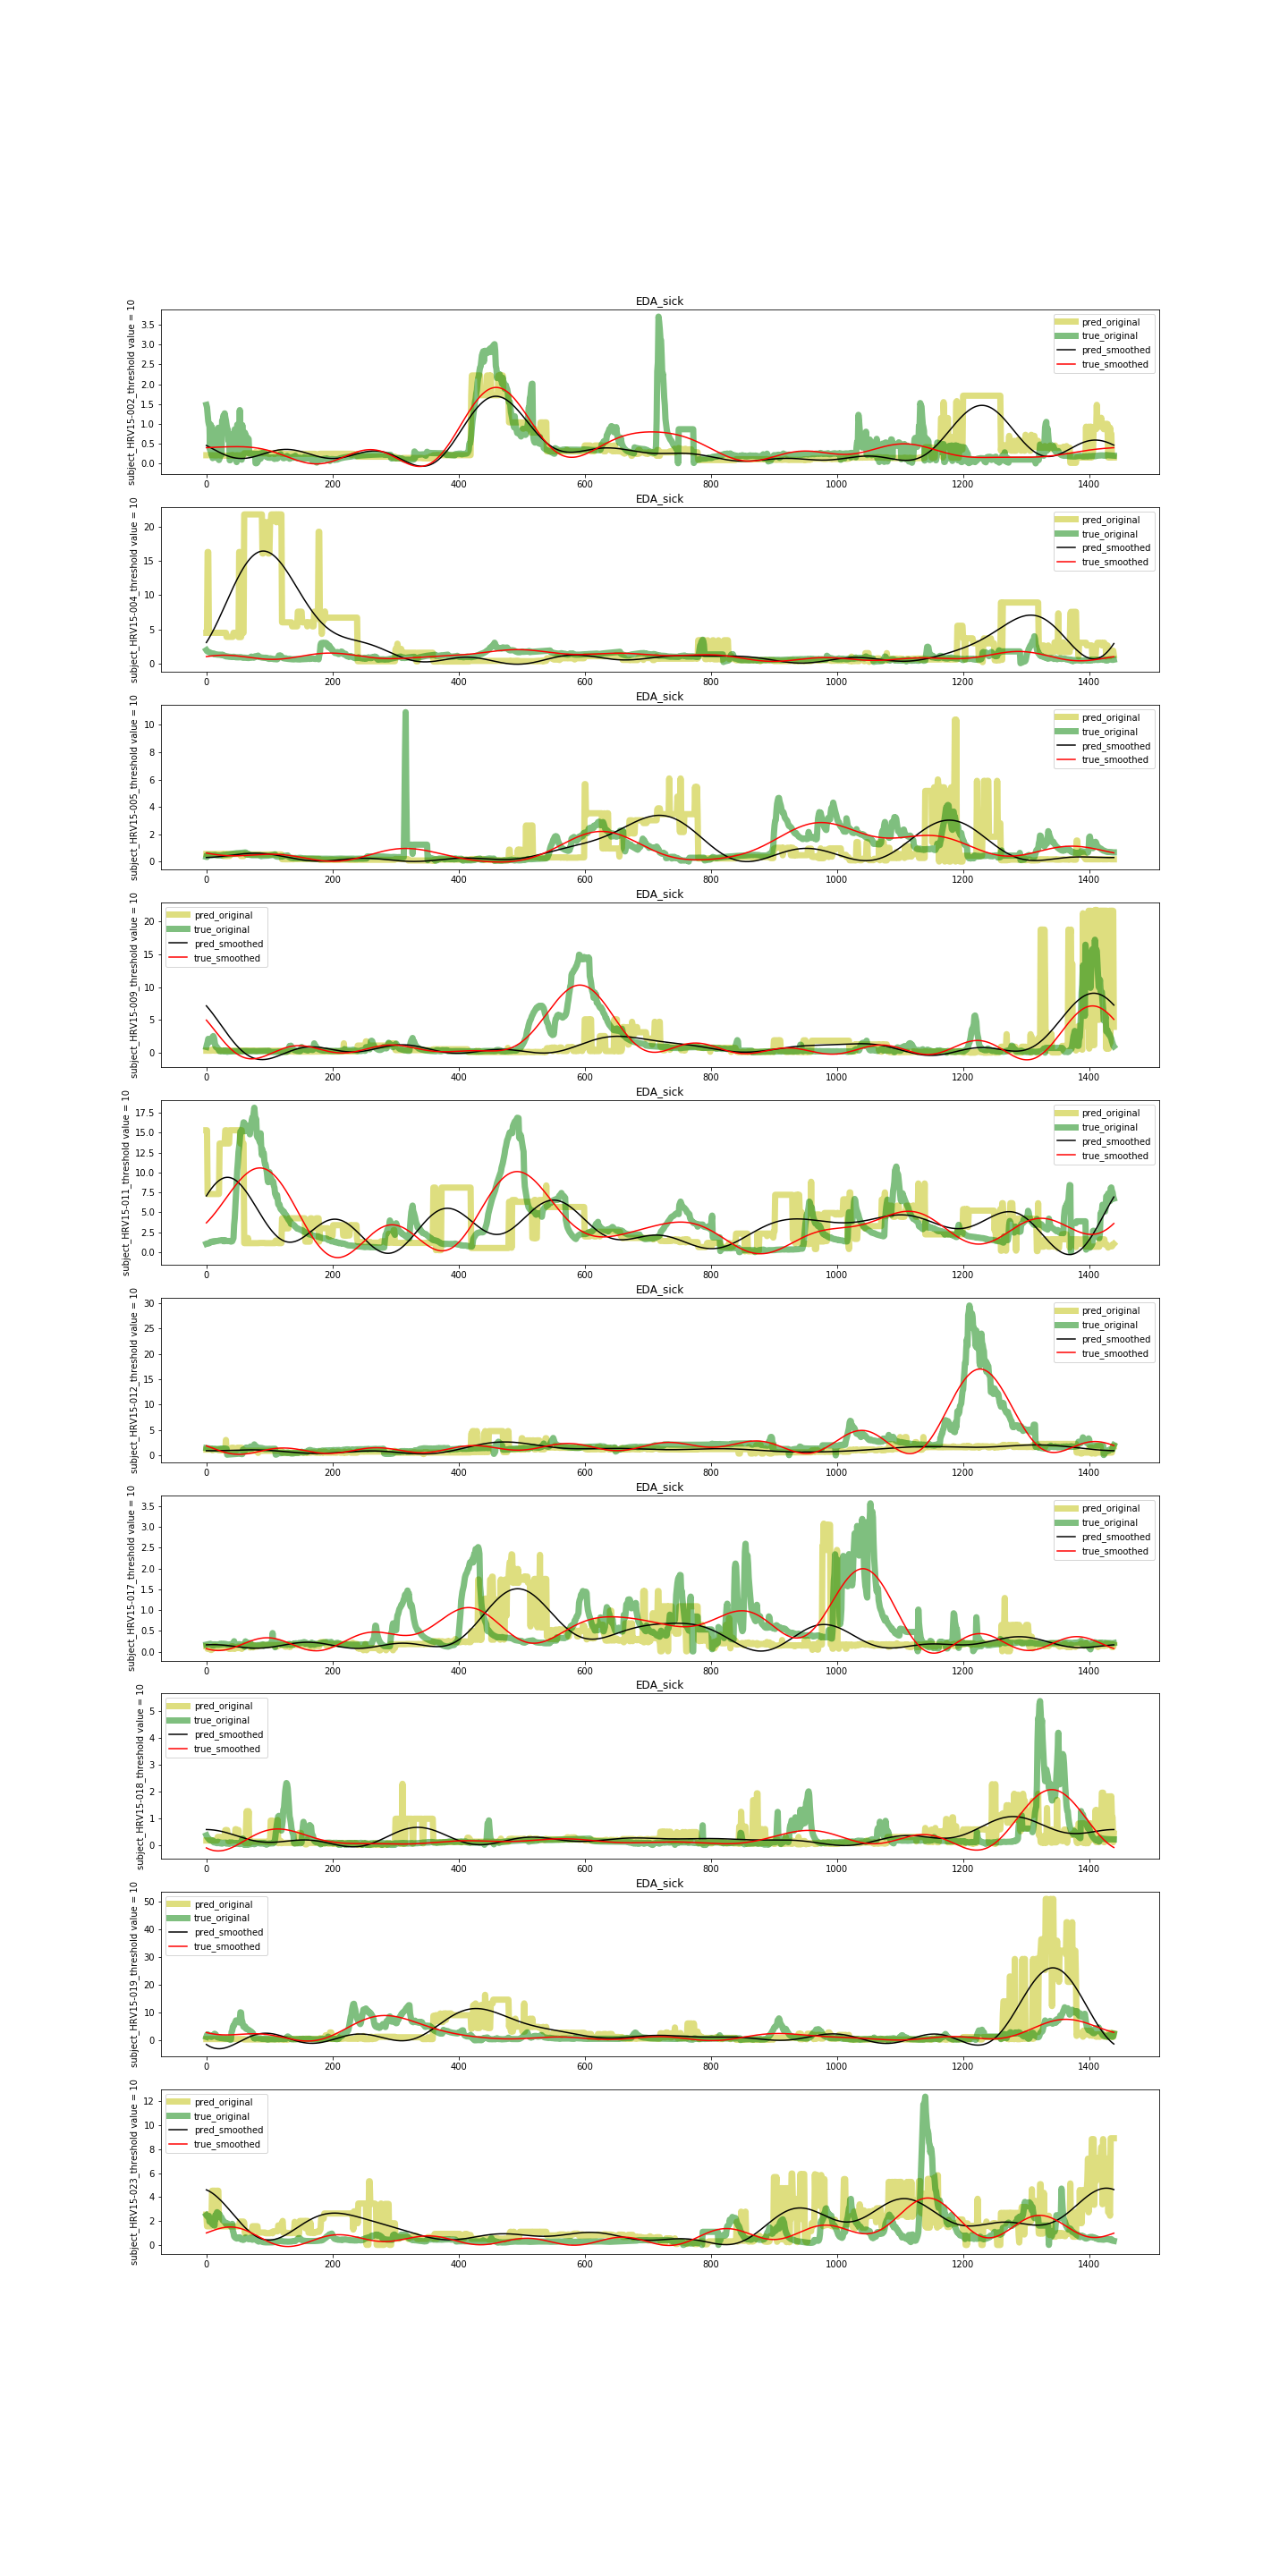 EDA_sick
subject_HRV15-002_threshold value = 10
3.5
3.0
2.5
2.0
1.5
1.0
0.5
0.0
pred_original
true_original
pred_smoothed
true_smoothed
0 200 400 600 800 1000 1200 1400
EDA_sick
subject_HRV15-004_threshold value = 10
20
15
10
5
0
pred_original
true_original
pred_smoothed
true_smoothed
0 200 400 600 800 1000 1200 1400
EDA_sick
subject_HRV15-005_threshold value = 10
10
8
6
4
2
0
pred_original
true_original
pred_smoothed
true_smoothed
0 200 400 600 800 1000 1200 1400
EDA_sick
subject_HRV15-009_threshold value = 10
20
15
10
5
0
pred_original
true_original
pred_smoothed
true_smoothed
0 200 400 600 800 1000 1200 1400
EDA_sick
subject_HRV15-011_threshold value = 10
17.5
15.0
12.5
10.0
7.5
5.0
2.5
0.0
pred_original
true_original
pred_smoothed
true_smoothed
0 200 400 600 800 1000 1200 1400
EDA_sick
subject_HRV15-012_threshold value = 10
30
25
20
15
10
5
0
pred_original
true_original
pred_smoothed
true_smoothed
0 200 400 600 800 1000 1200 1400
EDA_sick
subject_HRV15-017_threshold value = 10
3.5
3.0
2.5
2.0
1.5
1.0
0.5
0.0
pred_original
true_original
pred_smoothed
true_smoothed
0 200 400 600 800 1000 1200 1400
EDA_sick
subject_HRV15-018_threshold value = 10
5
4
3
2
1
0
pred_original
true_original
pred_smoothed
true_smoothed
0 200 400 600 800 1000 1200 1400
EDA_sick
subject_HRV15-019_threshold value = 10
50
40
30
20
10
0
pred_original
true_original
pred_smoothed
true_smoothed
0 200 400 600 800 1000 1200 1400
subject_HRV15-023_threshold value = 10
12
10
8
6
4
2
0
pred_original
true_original
pred_smoothed
true_smoothed
0 200 400 600 800 1000 1200 1400